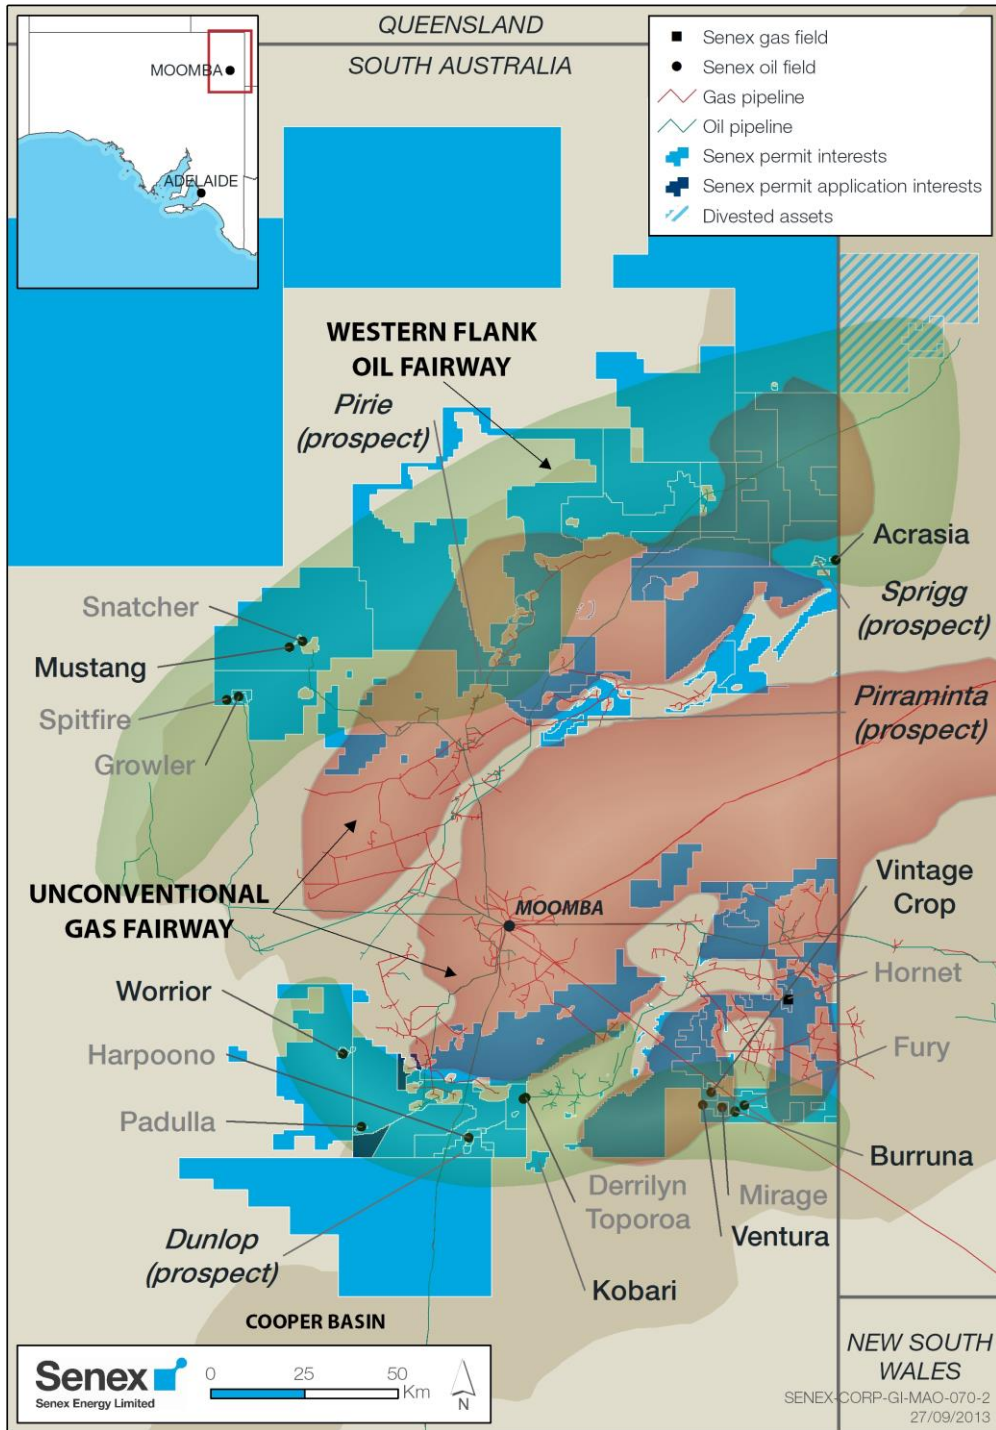 QUEENSLAND
SOUTH AUSTRALIA
MOOMBA
ADELAIDE
Senex gas field
Senex oil field
Gas pipeline
Oil pipeline
Senex permit interests
Senex permit application interests
Divested assets
WESTERN FLANK
OIL FAIRWAY
Pirie
(prospect)
Acrasia
Sprigg
(prospect)
Snatcher
Mustang
Spitfire
Growler
Pirraminta
(prospect)
UNCONVENTIONAL
GAS FAIRWAY
MOOMBA
Vintage
Crop
Hornet
Worrior
Harpoono
Fury
Padulla
Burruna
Derrilyn
Toporoa
Mirage
Ventura
Dunlop
(prospect)
Kobari
COOPER BASIN
Senex
Senex Energy Limited
0 25 50
Km
N
NEW SOUTH
WALES
SENEX-CORP-GI-MAO-070-2
27/09/2013